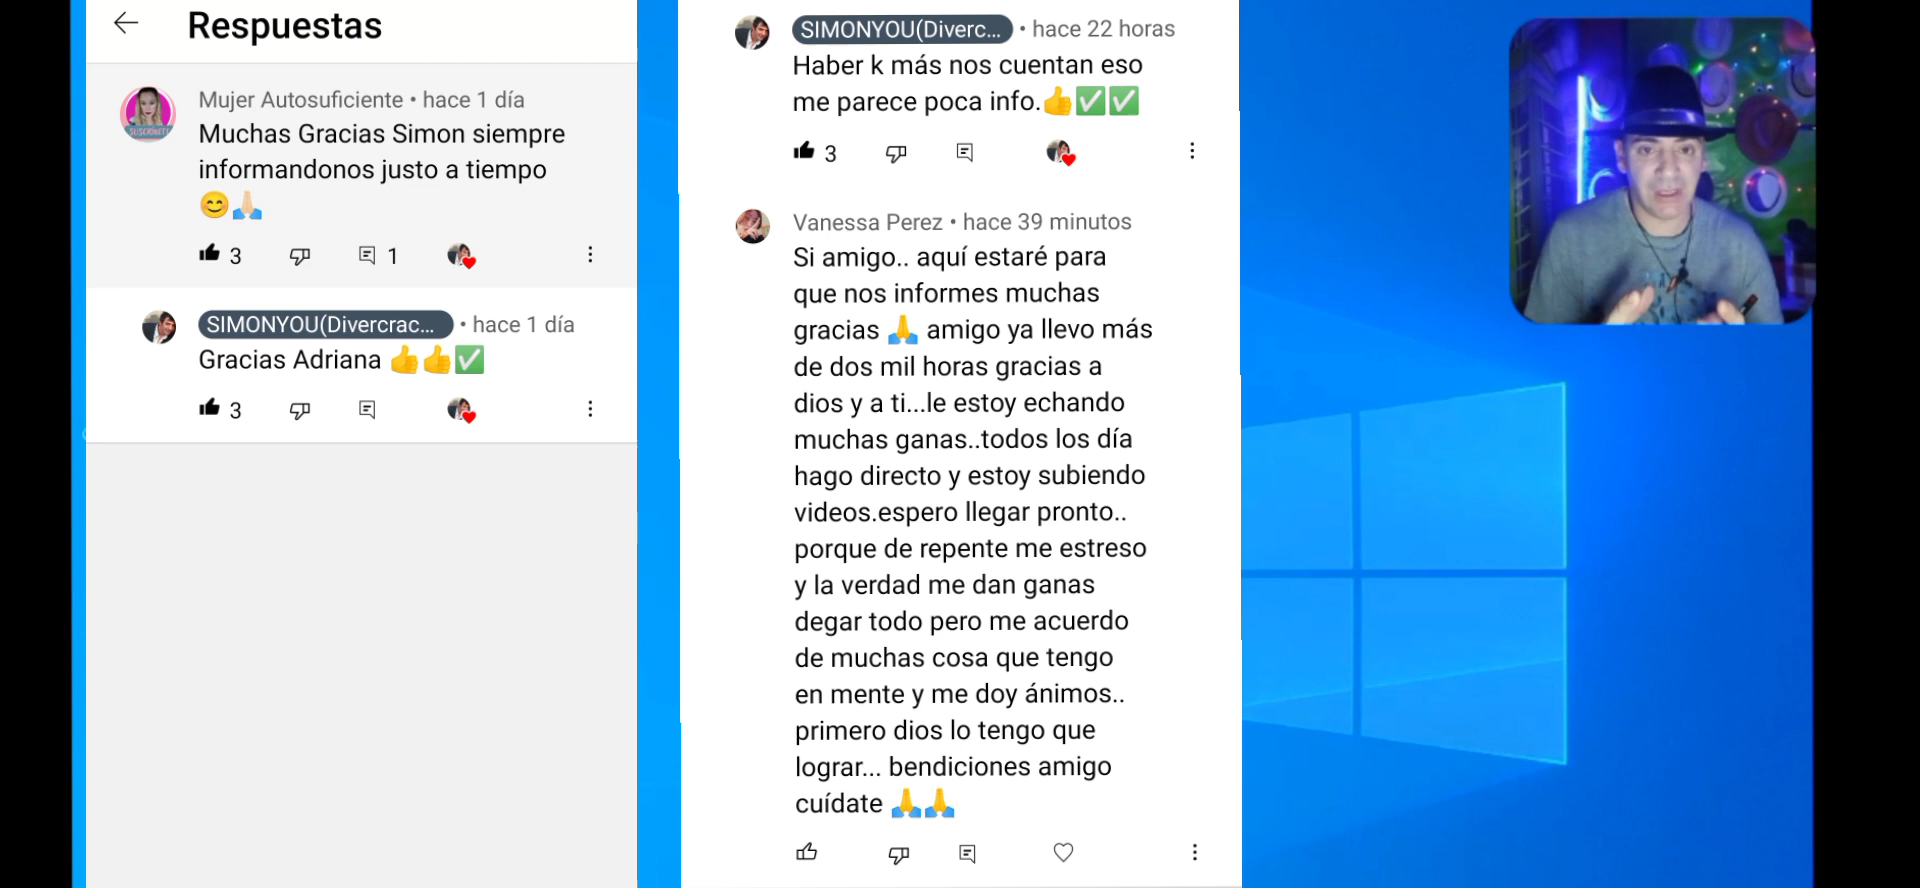 Respuestas
Mujer Autosuficiente • hace 1 día
Muchas Gracias Simon siempre
informandonos justo a tiempo
😊🙏🏻
3
1
SIMONYOU(Divercrac... • hace 1 día
Gracias Adriana 👍👍✅
3
SIMONYOU(Diverc... • hace 22 horas
Haber k más nos cuentan eso
me parece poca info.👍✅✅
3
Vanessa Perez • hace 39 minutos
Si amigo.. aquí estaré para
que nos informes muchas
gracias 🙏 amigo ya llevo más
de dos mil horas gracias a
dios y a ti...le estoy echando
muchas ganas..todos los día
hago directo y estoy subiendo
videos.espero llegar pronto..
porque de repente me estreso
y la verdad me dan ganas
degar todo pero me acuerdo
de muchas cosa que tengo
en mente y me doy ánimos..
primero dios lo tengo que
lograr... bendiciones amigo
cuídate 🙏🙏